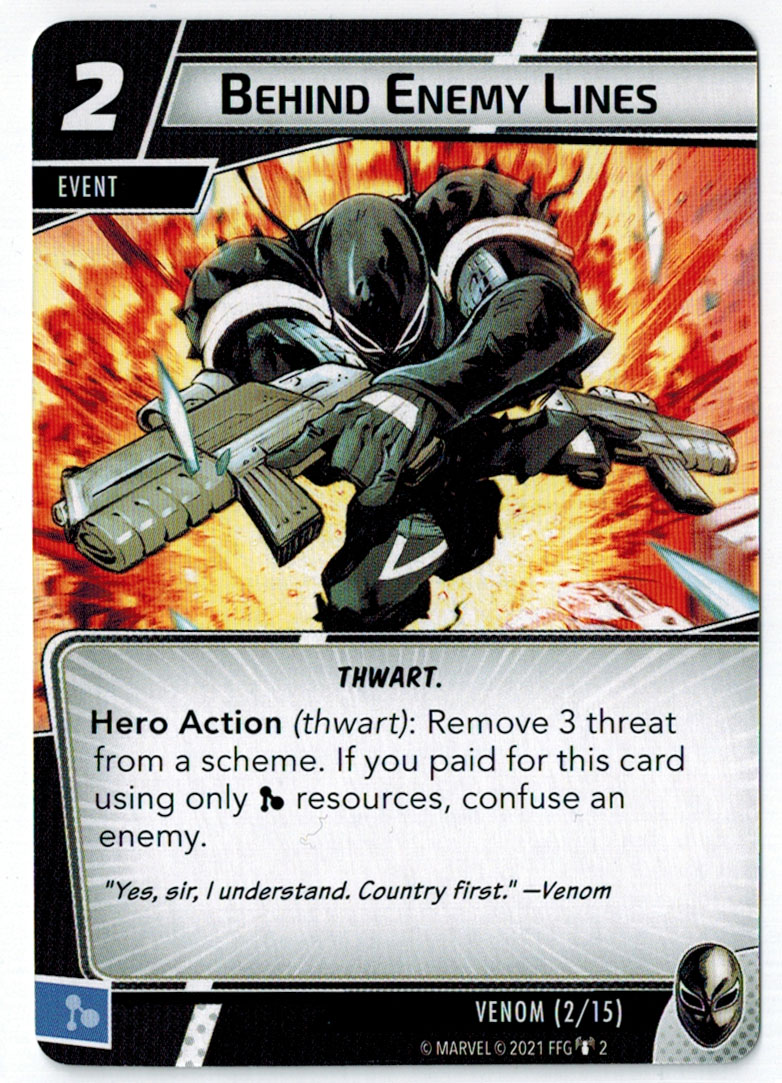 2
BEHIND ENEMY LINES
EVENT
THWART.
Hero Action (thwart): Remove 3 threat
from a scheme. If you paid for this card
using only resources, confuse an
enemy.
"Yes, sir, I understand. Country first." —Venom
VENOM (2/15)
© MARVEL © 2021 FFG 2